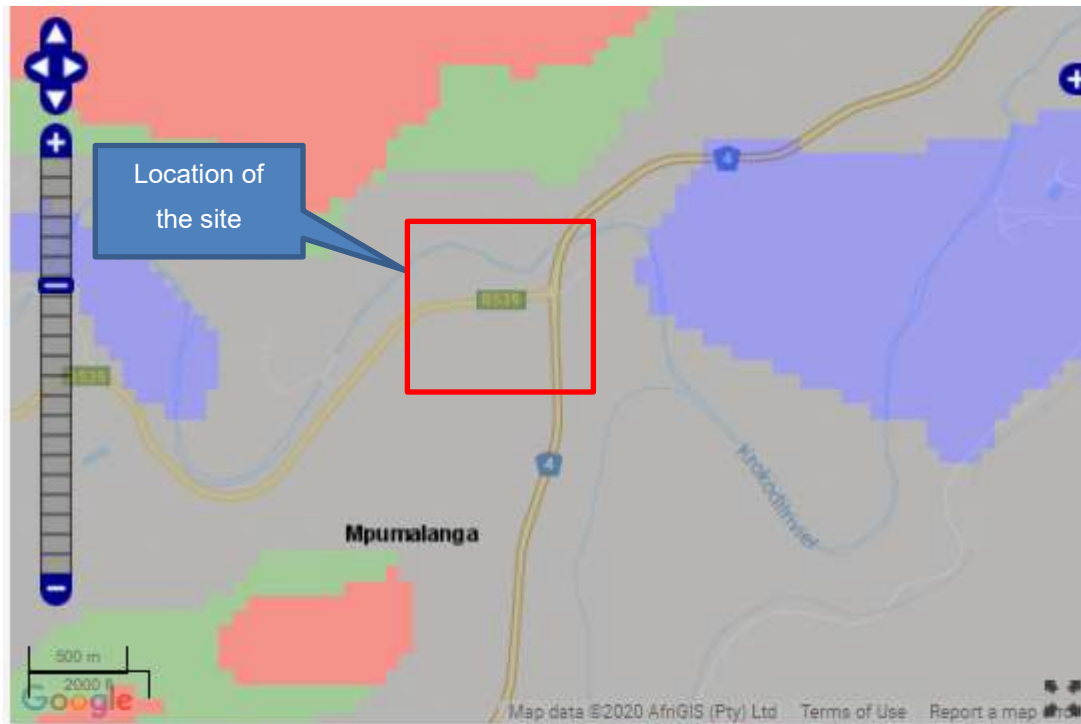 Location of
the site
4
R539
R539
Krokodilrivier
4
Mpumalanga
500 m
2000 ft
Google
Map data ©2020 AfriGIS (Pty) Ltd
Terms of Use
Report a map